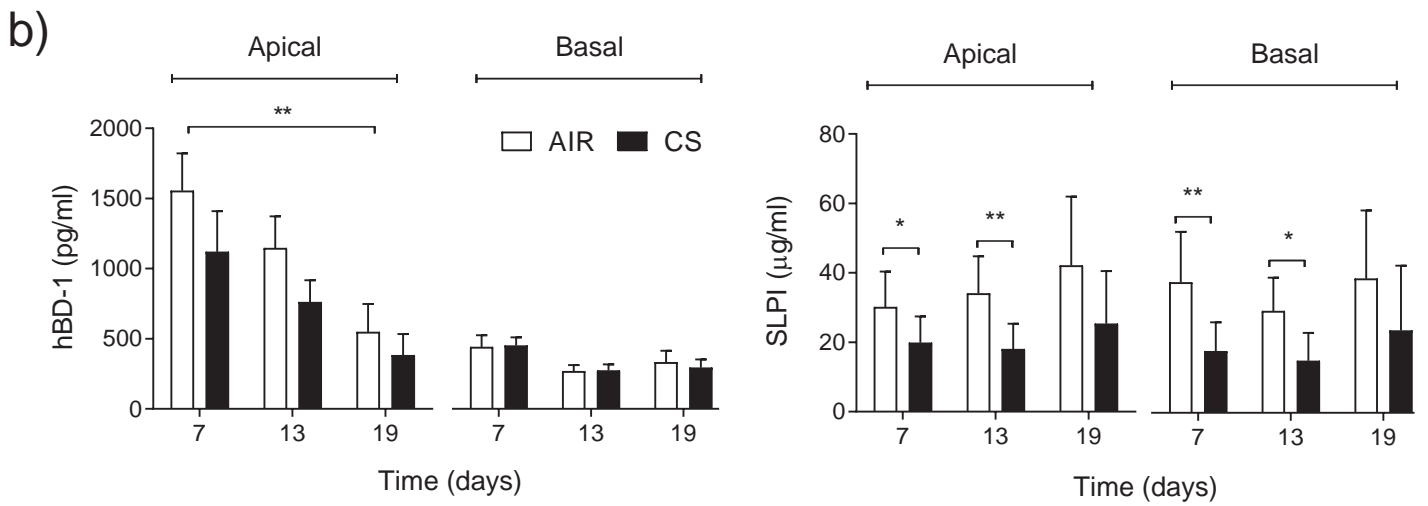 b)
Apical
Basal
**
AIR
CS
hBD-1 (pg/ml)
2000
1500
1000
500
0
7
13
19
7
13
19
Time (days)
Apical
Basal
SLPI (μg/ml)
80
60
40
20
0
*
**
**
*
7
13
19
7
13
19
Time (days)